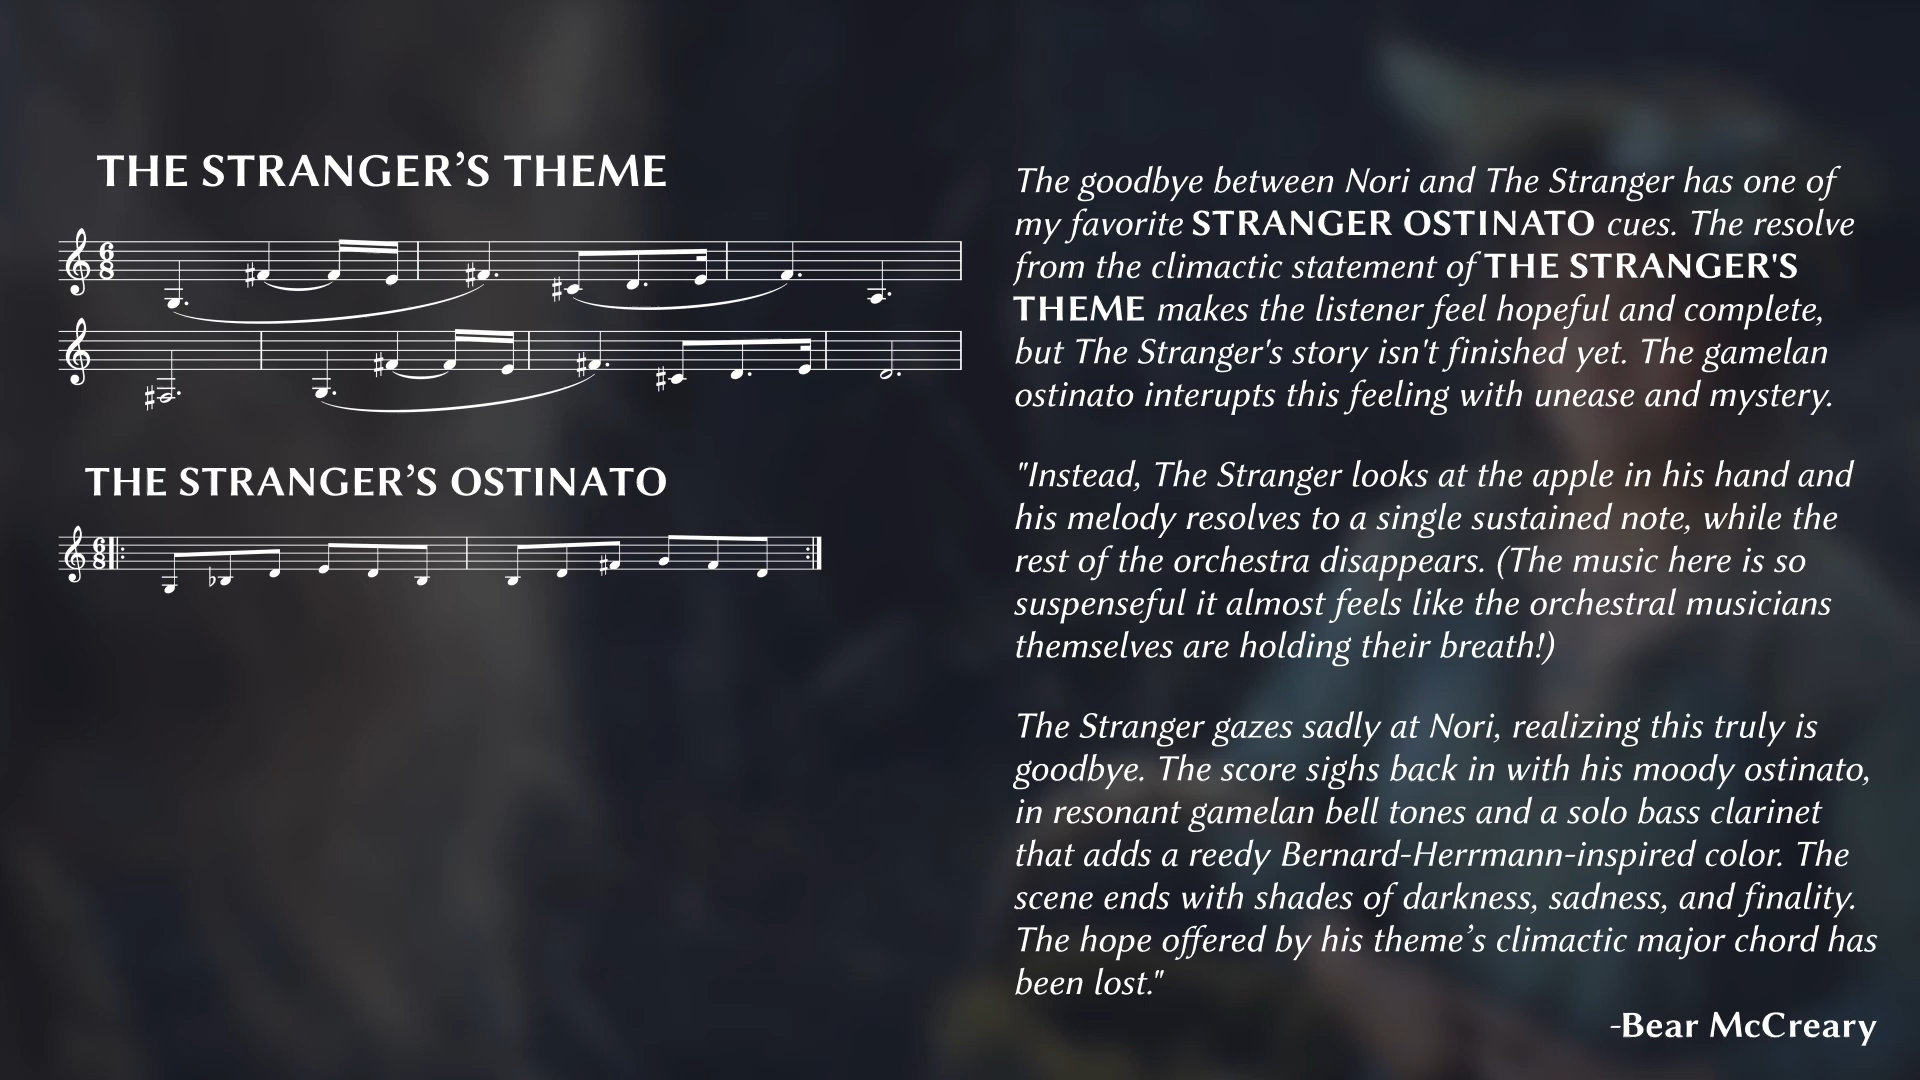 THE STRANGER’S THEME
6
8
THE STRANGER’S OSTINATO
6
8
The goodbye between Nori and The Stranger has one of
my favorite STRANGER OSTINATO cues. The resolve
from the climactic statement of THE STRANGER'S
THEME makes the listener feel hopeful and complete,
but The Stranger's story isn't finished yet. The gamelan
ostinato interupts this feeling with unease and mystery.
"Instead, The Stranger looks at the apple in his hand and
his melody resolves to a single sustained note, while the
rest of the orchestra disappears. (The music here is so
suspenseful it almost feels like the orchestral musicians
themselves are holding their breath!)
The Stranger gazes sadly at Nori, realizing this truly is
goodbye. The score sighs back in with his moody ostinato,
in resonant gamelan bell tones and a solo bass clarinet
that adds a reedy Bernard-Herrmann-inspired color. The
scene ends with shades of darkness, sadness, and finality.
The hope offered by his theme’s climactic major chord has
been lost."
-Bear McCreary